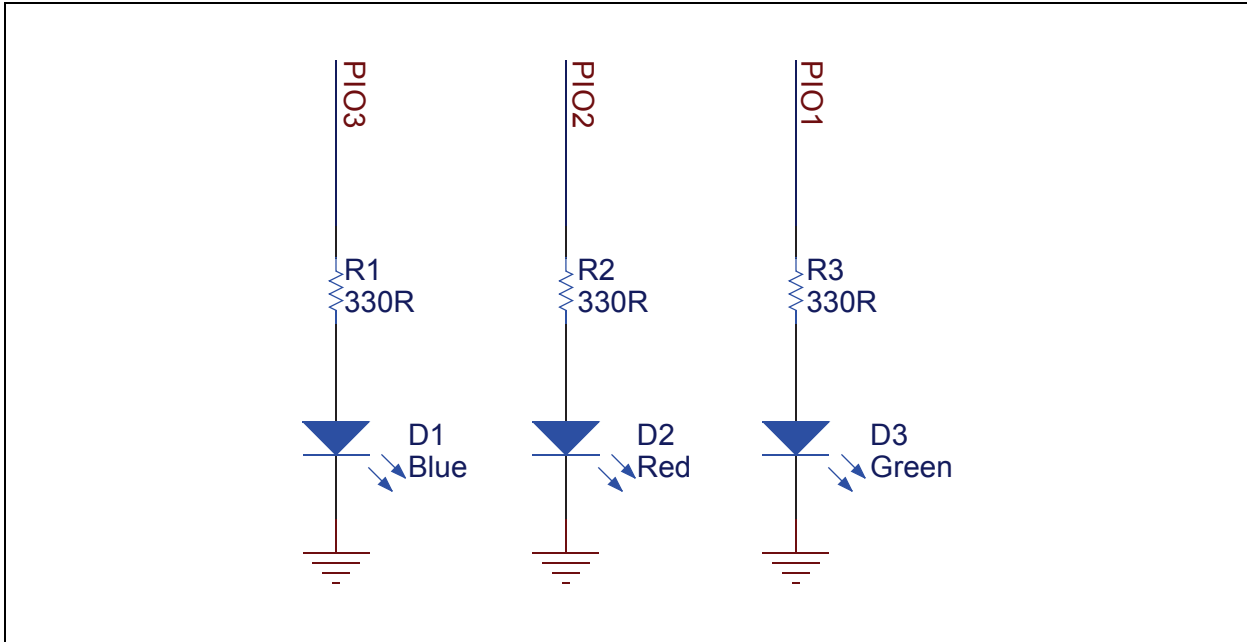 PIO3
PIO2
PIO1
R1
330R
R2
330R
R3
330R
D1
Blue
D2
Red
D3
Green